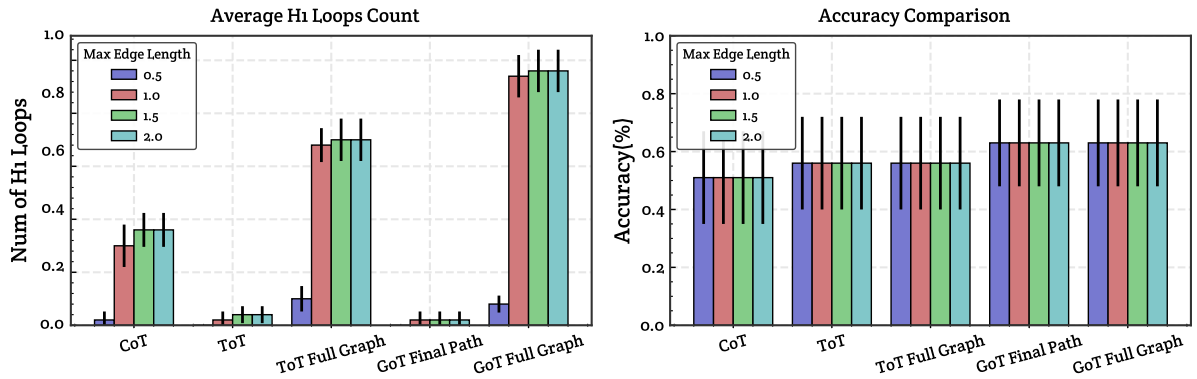 Average H1 Loops Count
Num of H1 Loops
1.0
0.8
0.6
0.4
0.2
0.0
Max Edge Length
0.5
1.0
1.5
2.0
CoT
ToT
ToT Full Graph
GoT Final Path
GoT Full Graph
Accuracy Comparison
Accuracy(%)
1.0
0.8
0.6
0.4
0.2
0.0
Max Edge Length
0.5
1.0
1.5
2.0
CoT
ToT
ToT Full Graph
GoT Final Path
GoT Full Graph